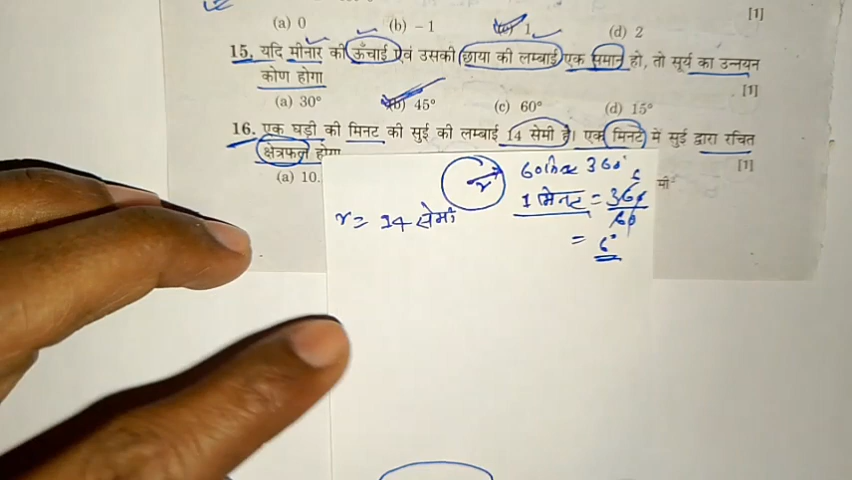 [1]
(a) 0 (b) – 1 (c) 1 (d) 2
15. यदि मीनार की ऊँचाई एवं उसकी छाया की लम्बाई एक समान हो, तो सूर्य का उन्नयन
कोण होगा [1]
(a) 30° (b) 45° (c) 60° (d) 15°
16. एक घड़ी की मिनट की सुई की लम्बाई 14 सेमी है। एक मिनट में सुई द्वारा रचित
क्षेत्रफल होगा [1]
(a) 10. मी²
r 360°
1 मिनट = 360/60 6
r = 14 सेमी
= 6°